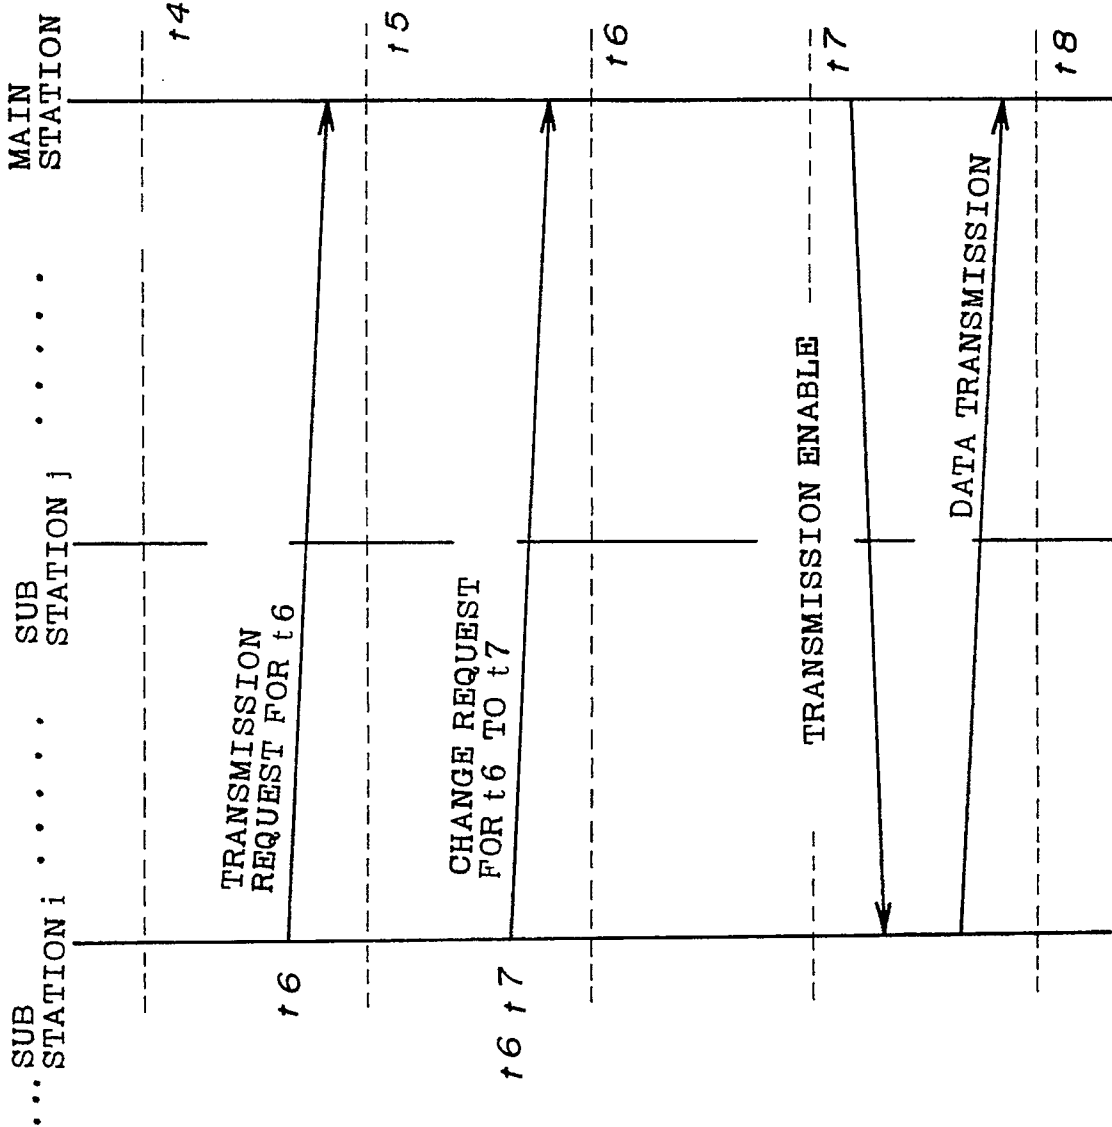 ... SUB
STATION i
.....
SUB
STATION j
.....
MAIN
STATION
t4
TRANSMISSION
REQUEST FOR t6
t6
t5
CHANGE REQUEST
FOR t6 TO t7
t6 t7
t6
TRANSMISSION ENABLE
t7
DATA TRANSMISSION
t8